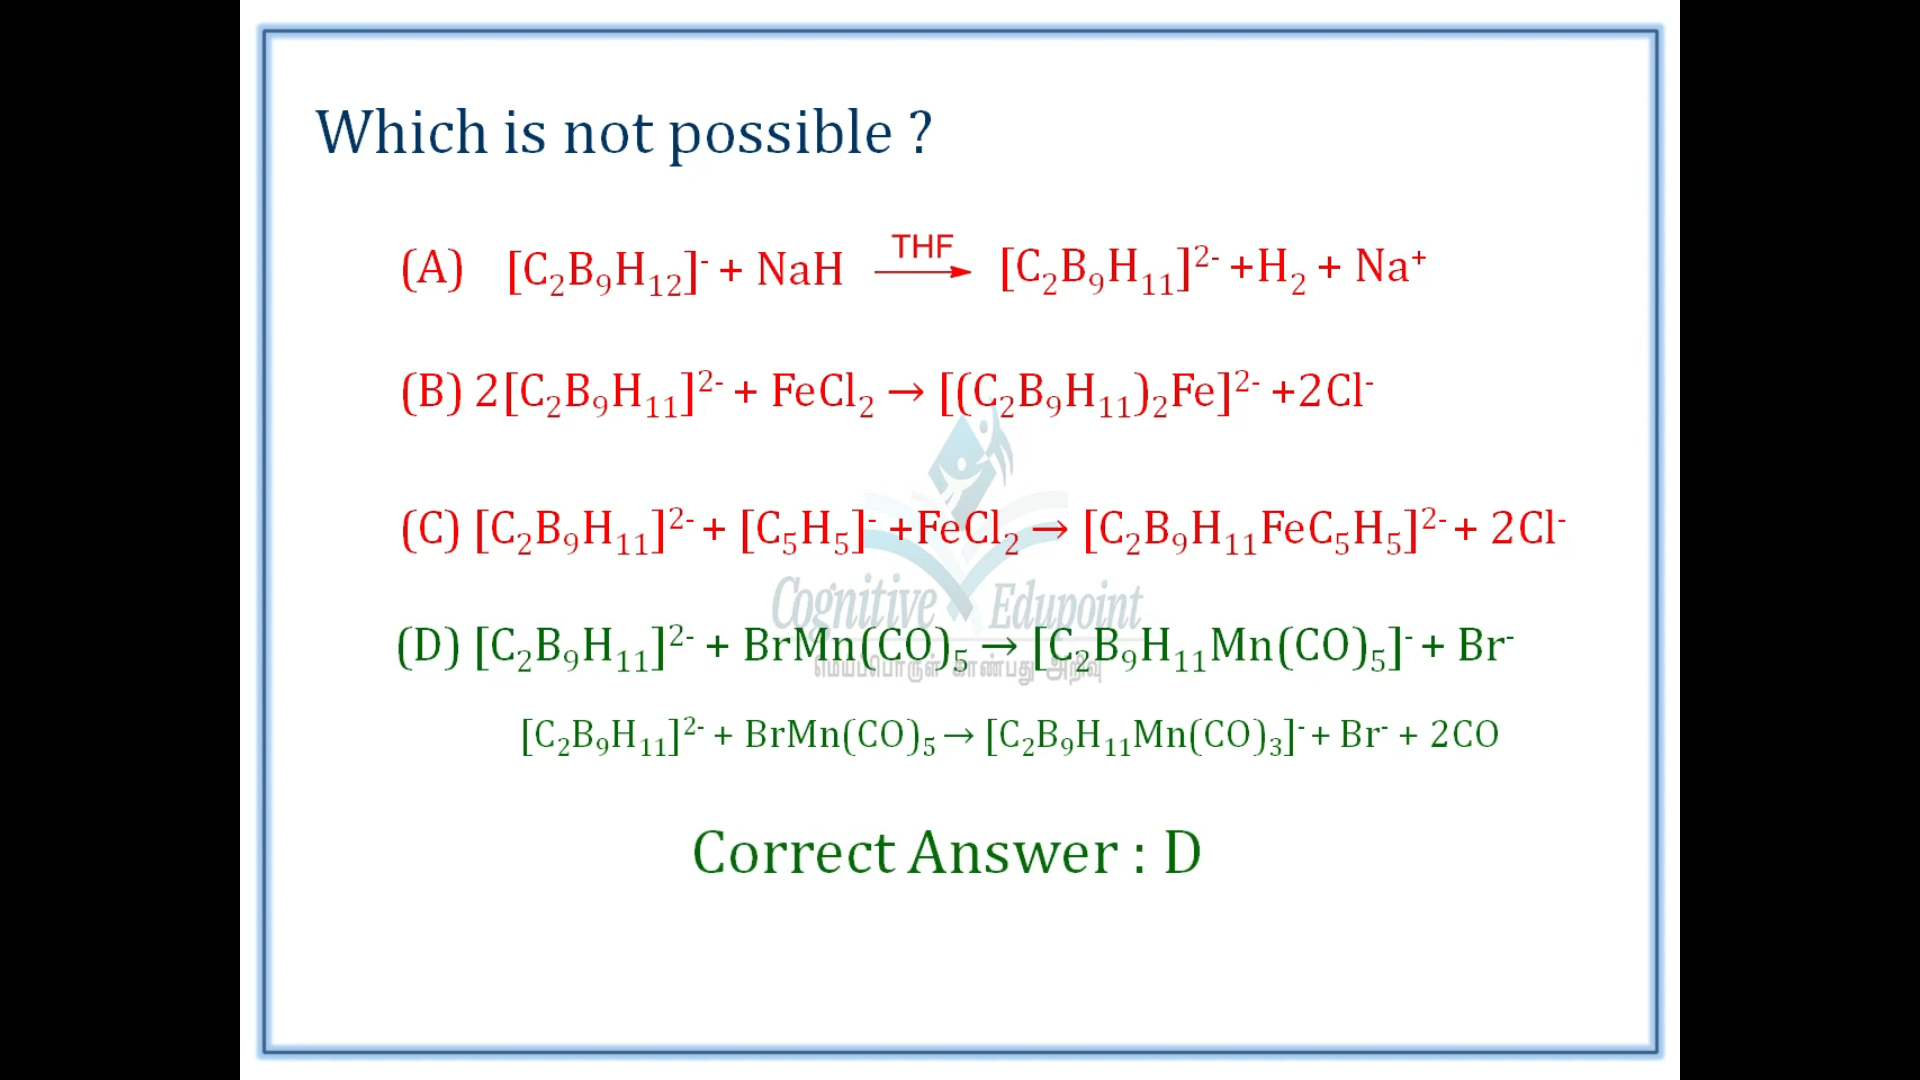 Which is not possible ?
THF
(A) [C₂B₉H₁₂]⁻ + NaH → [C₂B₉H₁₁]²⁻ +H₂ + Na⁺
(B) 2[C₂B₉H₁₁]²⁻ + FeCl₂ → [(C₂B₉H₁₁)₂Fe]²⁻ +2Cl⁻
(C) [C₂B₉H₁₁]²⁻ + [C₅H₅]⁻ +FeCl₂ → [C₂B₉H₁₁FeC₅H₅]²⁻ + 2Cl⁻
Cognitive Edupoint
(D) [C₂B₉H₁₁]²⁻ + BrMn(CO)₅ → [C₂B₉H₁₁Mn(CO)₅]⁻ + Br⁻
மெய்ப்பொருள் காண்பது அறிவு
[C₂B₉H₁₁]²⁻ + BrMn(CO)₅ → [C₂B₉H₁₁Mn(CO)₃]⁻ + Br⁻ + 2CO
Correct Answer : D